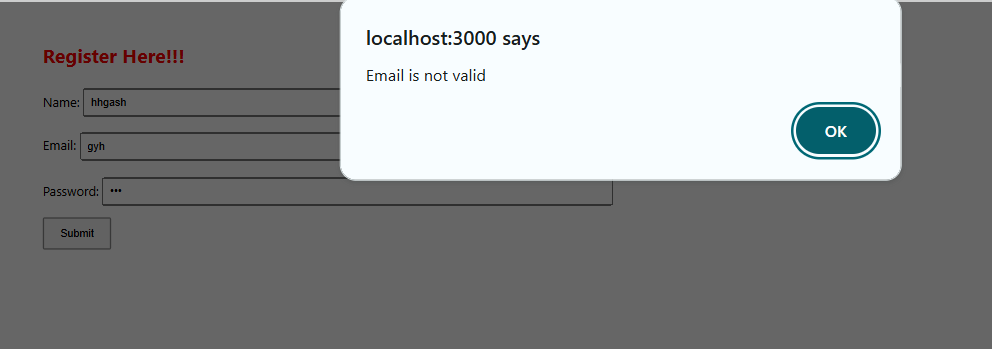 localhost:3000 says
Email is not valid
OK
Register Here!!!
Name: hhgash
Email: gyh
Password: •••
Submit